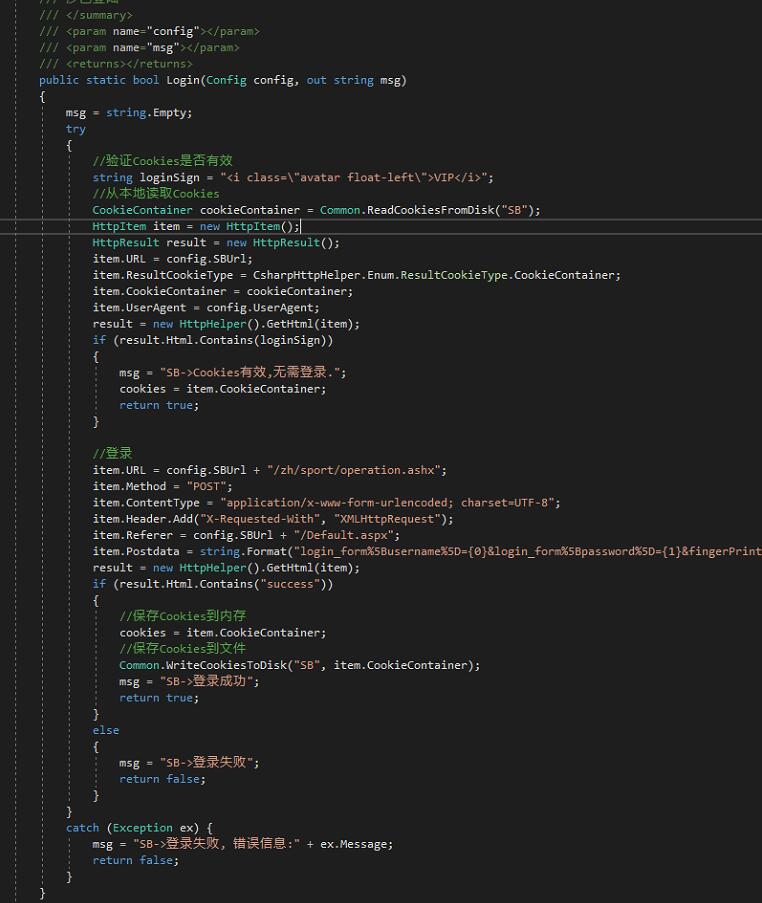 /// </summary>
/// <param name="config"></param>
/// <param name="msg"></param>
/// <returns></returns>
public static bool Login(Config config, out string msg)
{
msg = string.Empty;
try
{
//验证Cookies是否有效
string loginSign = "<i class=\"avatar float-left\">VIP</i>";
//从本地读取Cookies
CookieContainer cookieContainer = Common.ReadCookiesFromDisk("SB");
HttpItem item = new HttpItem();
HttpResult result = new HttpResult();
item.URL = config.SBUrl;
item.ResultCookieType = CsharpHttpHelper.Enum.ResultCookieType.CookieContainer;
item.CookieContainer = cookieContainer;
item.UserAgent = config.UserAgent;
result = new HttpHelper().GetHtml(item);
if (result.Html.Contains(loginSign))
{
msg = "SB->Cookies有效,无需登录.";
cookies = item.CookieContainer;
return true;
}
//登录
item.URL = config.SBUrl + "/zh/sport/operation.ashx";
item.Method = "POST";
item.ContentType = "application/x-www-form-urlencoded; charset=UTF-8";
item.Header.Add("X-Requested-With", "XMLHttpRequest");
item.Referer = config.SBUrl + "/Default.aspx";
item.Postdata = string.Format("login_form%5Busername%5D={0}&login_form%5Bpassword%5D={1}&fingerPrint
result = new HttpHelper().GetHtml(item);
if (result.Html.Contains("success"))
{
//保存Cookies到内存
cookies = item.CookieContainer;
//保存Cookies到文件
Common.WriteCookiesToDisk("SB", item.CookieContainer);
msg = "SB->登录成功";
return true;
}
else
{
msg = "SB->登录失败";
return false;
}
}
catch (Exception ex) {
msg = "SB->登录失败, 错误信息:" + ex.Message;
return false;
}
}